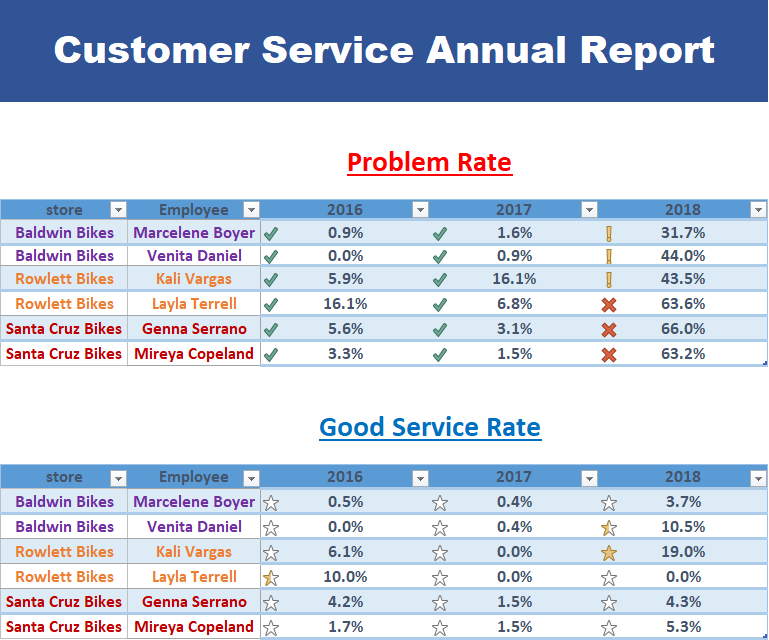 Customer Service Annual Report
Problem Rate
store Employee 2016 2017 2018
Baldwin Bikes Marcelene Boyer 0.9% 1.6% 31.7%
Baldwin Bikes Venita Daniel 0.0% 0.9% 44.0%
Rowlett Bikes Kali Vargas 5.9% 16.1% 43.5%
Rowlett Bikes Layla Terrell 16.1% 6.8% 63.6%
Santa Cruz Bikes Genna Serrano 5.6% 3.1% 66.0%
Santa Cruz Bikes Mireya Copeland 3.3% 1.5% 63.2%
Good Service Rate
store Employee 2016 2017 2018
Baldwin Bikes Marcelene Boyer 0.5% 0.4% 3.7%
Baldwin Bikes Venita Daniel 0.0% 0.4% 10.5%
Rowlett Bikes Kali Vargas 6.1% 0.0% 19.0%
Rowlett Bikes Layla Terrell 10.0% 0.0% 0.0%
Santa Cruz Bikes Genna Serrano 4.2% 1.5% 4.3%
Santa Cruz Bikes Mireya Copeland 1.7% 1.5% 5.3%